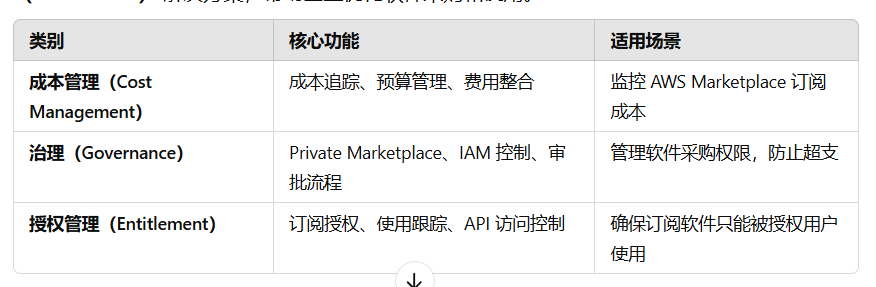 类别 核心功能 适用场景
成本管理（Cost 成本追踪、预算管理、费用整合 监控 AWS Marketplace 订阅
Management） 成本
治理（Governance） Private Marketplace、IAM 控制、审 管理软件采购权限，防止超支
批流程
授权管理（Entitlement） 订阅授权、使用跟踪、API 访问控制 确保订阅软件只能被授权用户
使用